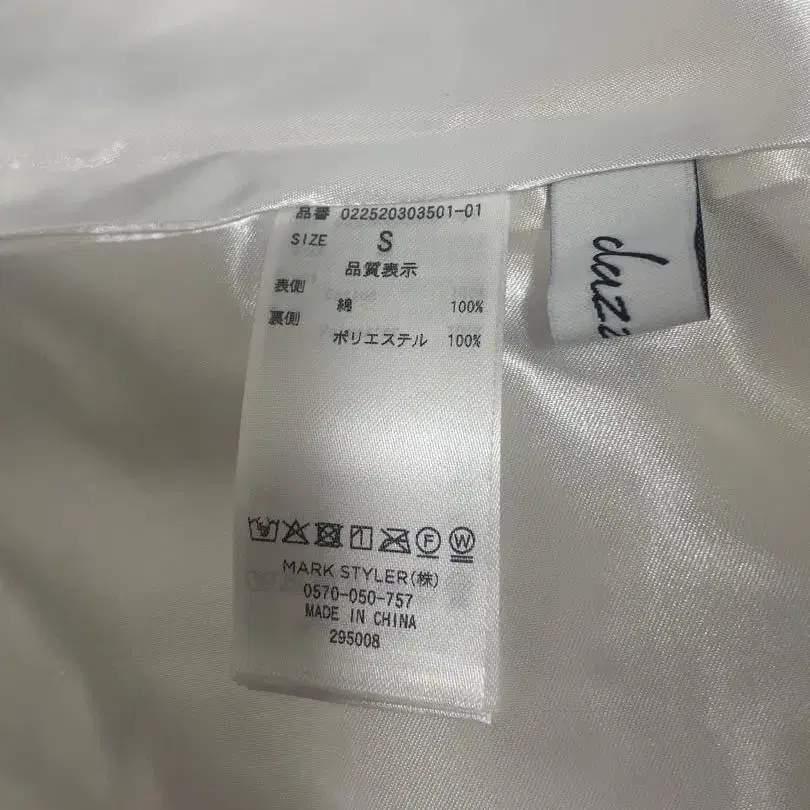 品番 022520303501-01
SIZE S
品質表示
表側
綿 100%
裏側
ポリエステル 100%
F W
MARK STYLER(株)
0570-050-757
MADE IN CHINA
295008